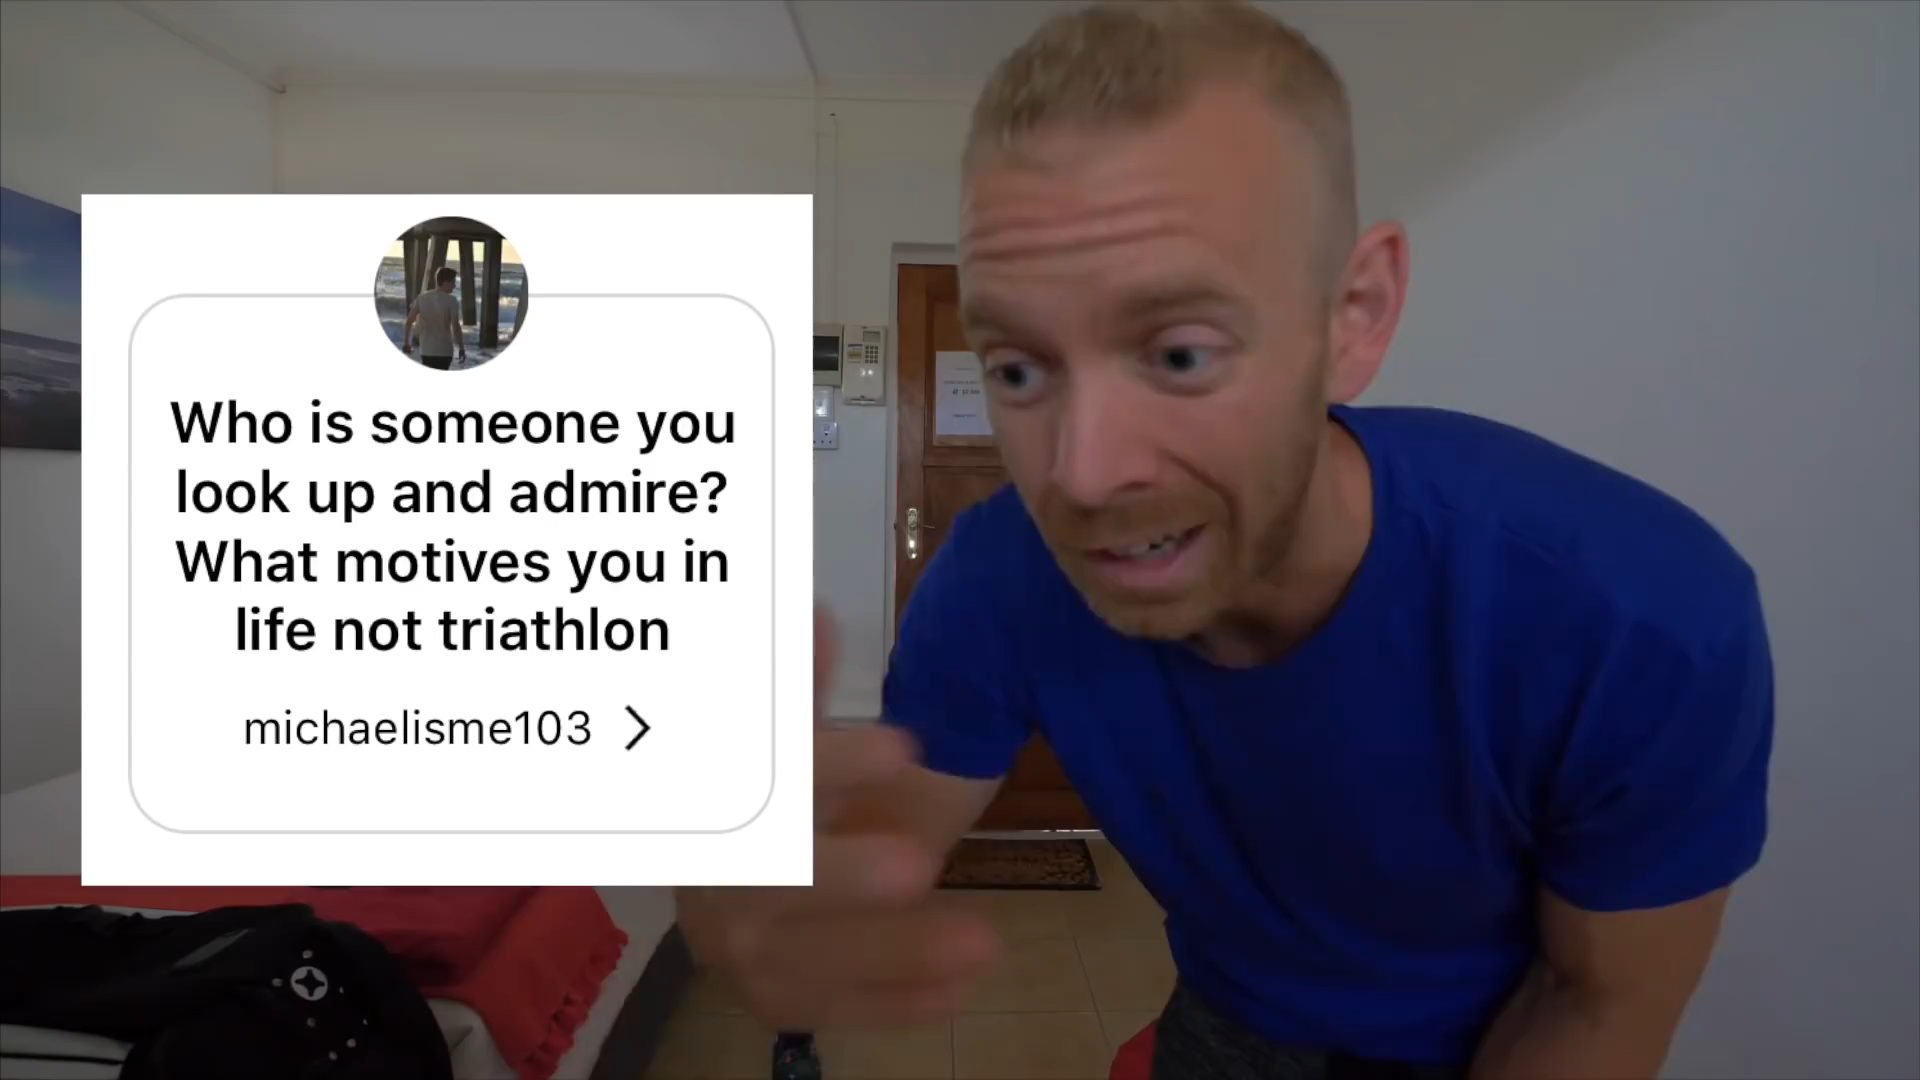 Who is someone you
look up and admire?
What motives you in
life not triathlon
michaelisme103